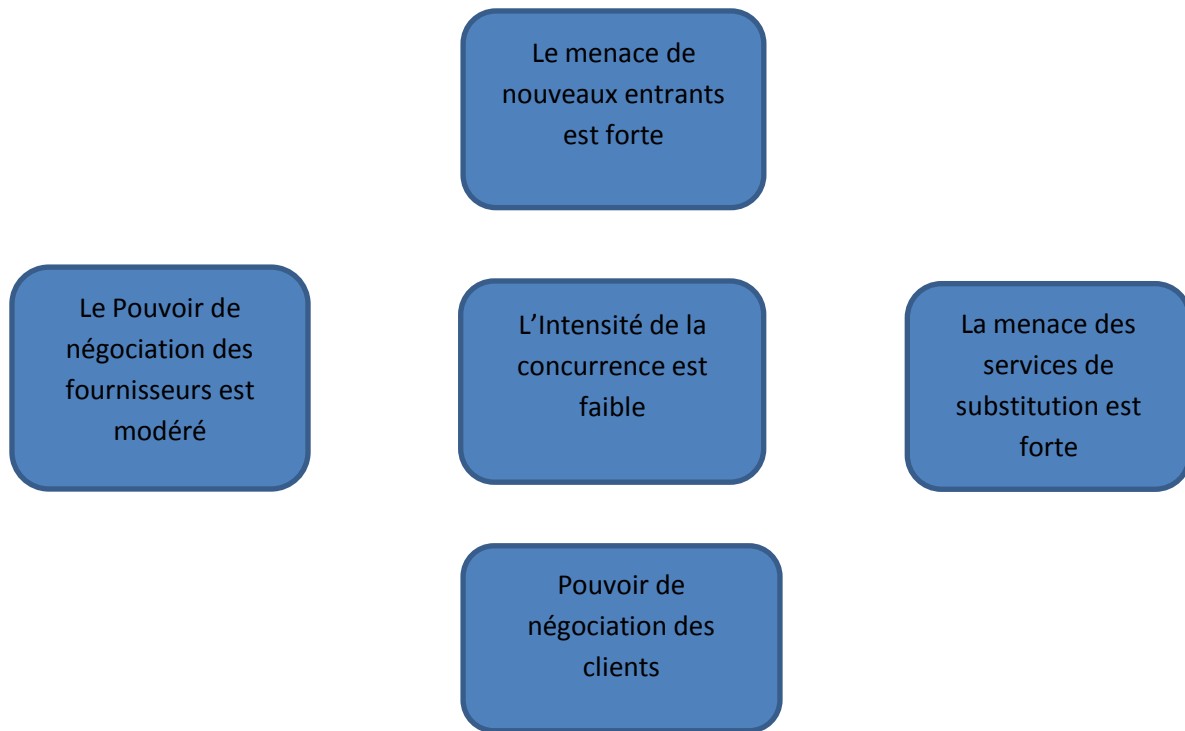 Le menace de
nouveaux entrants
est forte
Le Pouvoir de
négociation des
fournisseurs est
modéré
L’Intensité de la
concurrence est
faible
La menace des
services de
substitution est
forte
Pouvoir de
négociation des
clients